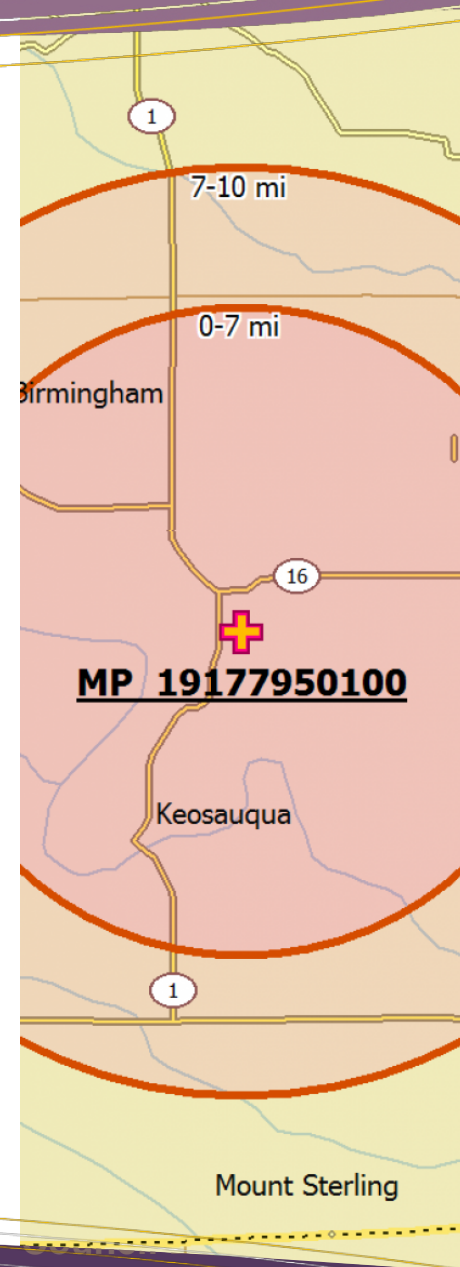 1
7-10 mi
0-7 mi
Birmingham
16
MP 19177950100
Keosauqua
1
Mount Sterling